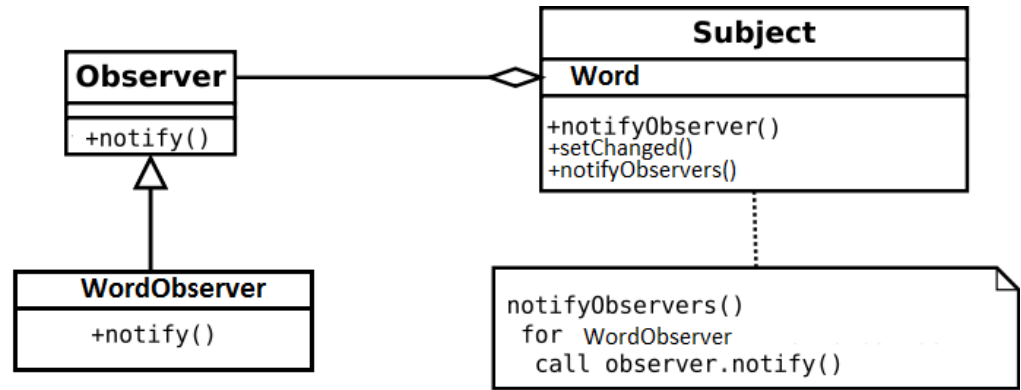 Observer
+notify()
WordObserver
+notify()
Subject
Word
+notifyObserver()
+setChanged()
+notifyObservers()
notifyObservers()
for WordObserver
call observer.notify()